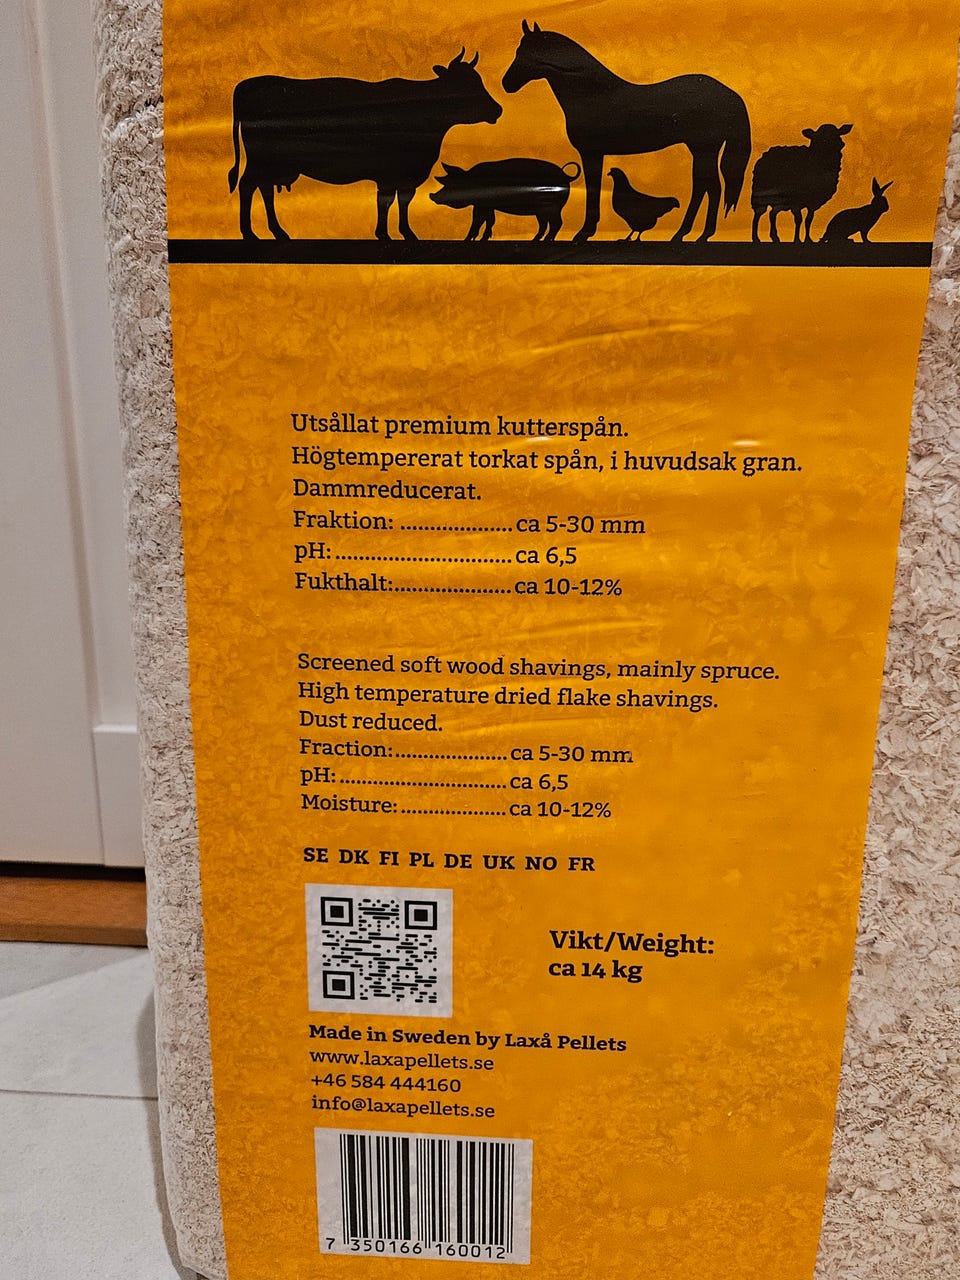 Utsållat premium kutterspån.
Högtempererat torkat spån, i huvudsak gran.
Dammreducerat.
Fraktion: ................... ca 5-30 mm
pH: .............................. ca 6,5
Fukthalt:.................... ca 10-12%
Screened soft wood shavings, mainly spruce.
High temperature dried flake shavings.
Dust reduced.
Fraction:................... ca 5-30 mm
pH: ............................ ca 6,5
Moisture:.................. ca 10-12%
SE DK FI PL DE UK NO FR
Vikt/Weight:
ca 14 kg
Made in Sweden by Laxå Pellets
www.laxapellets.se
+46 584 444160
info@laxapellets.se
7 350166 160012